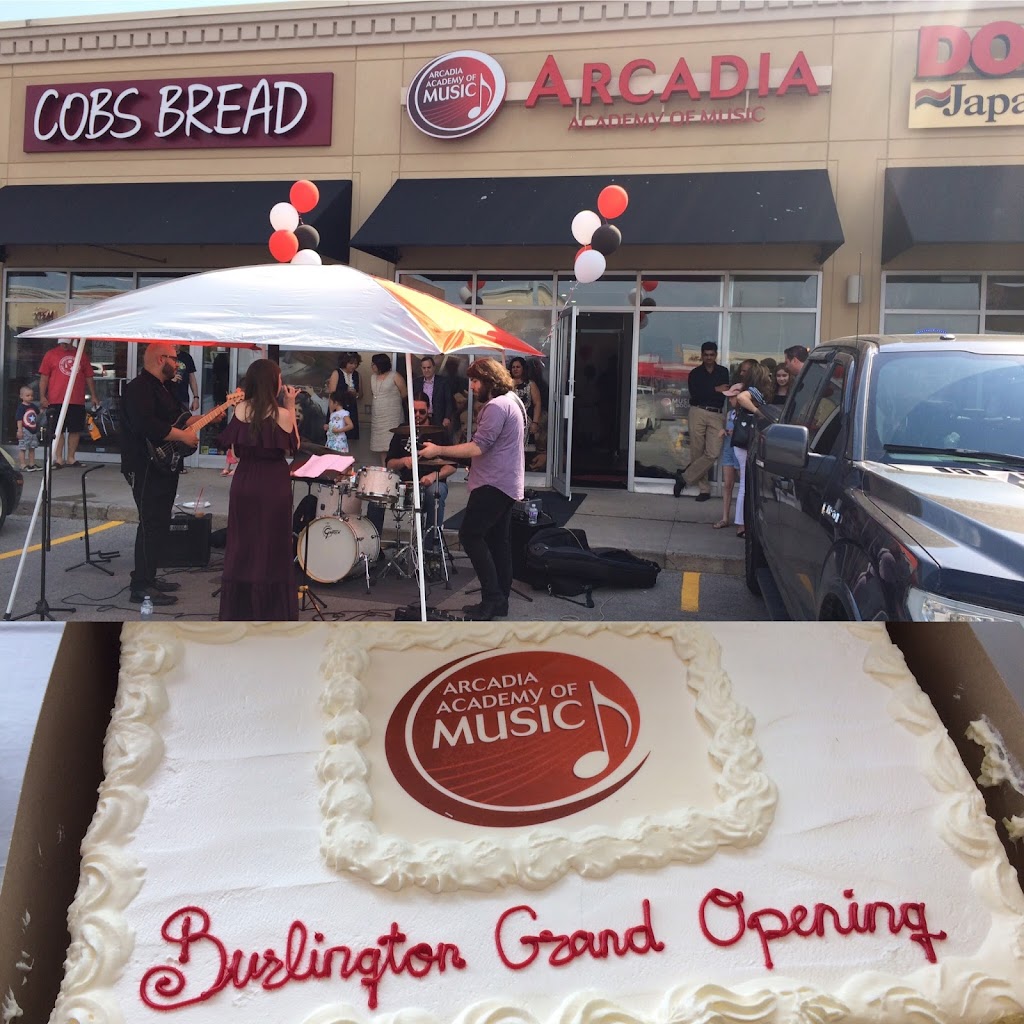 COBS BREAD
ARCADIA
ACADEMY OF
MUSIC
ARCADIA
ACADEMY OF MUSIC
DO
Japa
ARCADIA
ACADEMY OF
MUSIC
Burlington Grand Opening